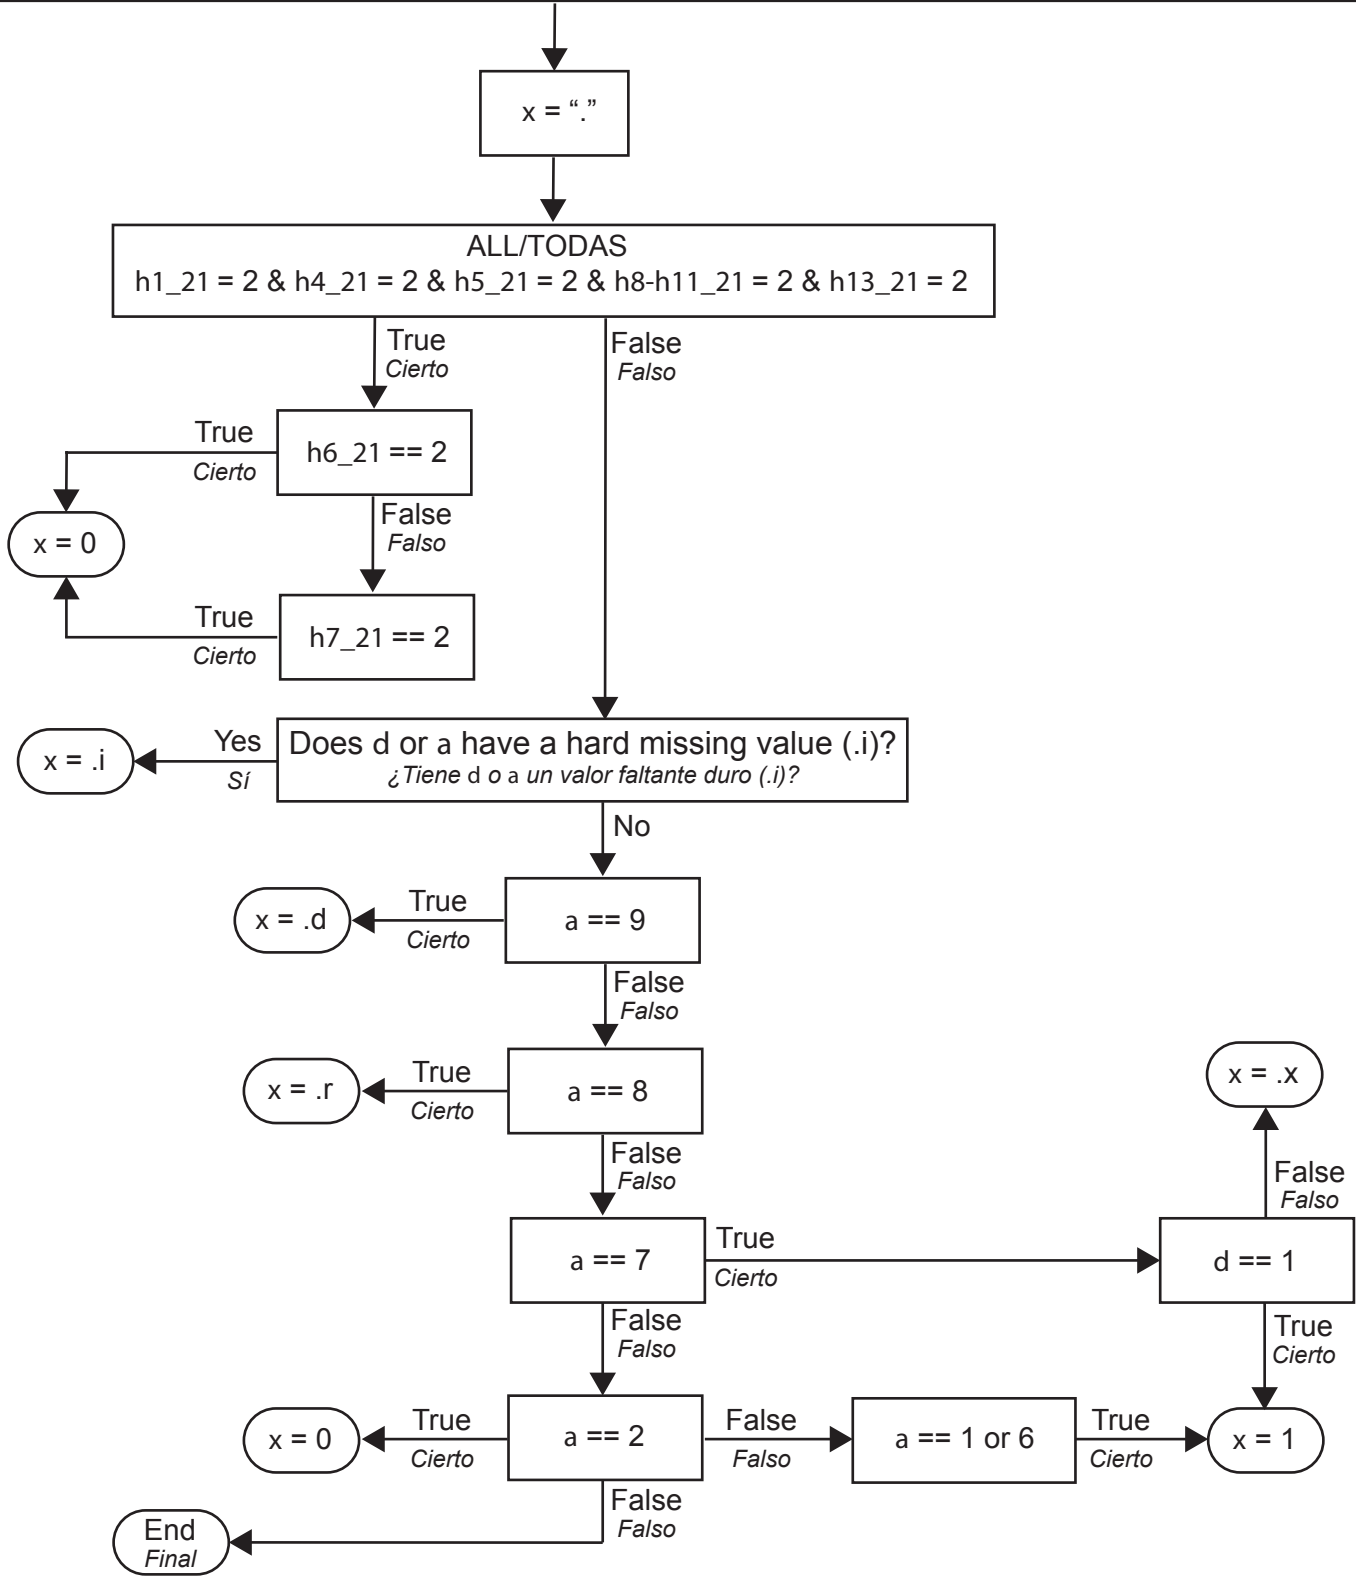 x = “.”
ALL/TODAS
h1_21 = 2 & h4_21 = 2 & h5_21 = 2 & h8-h11_21 = 2 & h13_21 = 2
True
Cierto
False
Falso
True
Cierto
h6_21 == 2
x = 0
False
Falso
True
Cierto
h7_21 == 2
x = .i
Yes
Sí
Does d or a have a hard missing value (.i)?
¿Tiene d o a un valor faltante duro (.i)?
No
x = .d
True
Cierto
a == 9
False
Falso
x = .r
True
Cierto
a == 8
x = .x
False
Falso
False
Falso
a == 7
True
Cierto
d == 1
False
Falso
True
Cierto
x = 0
True
Cierto
a == 2
False
Falso
a == 1 or 6
True
Cierto
x = 1
False
Falso
End
Final